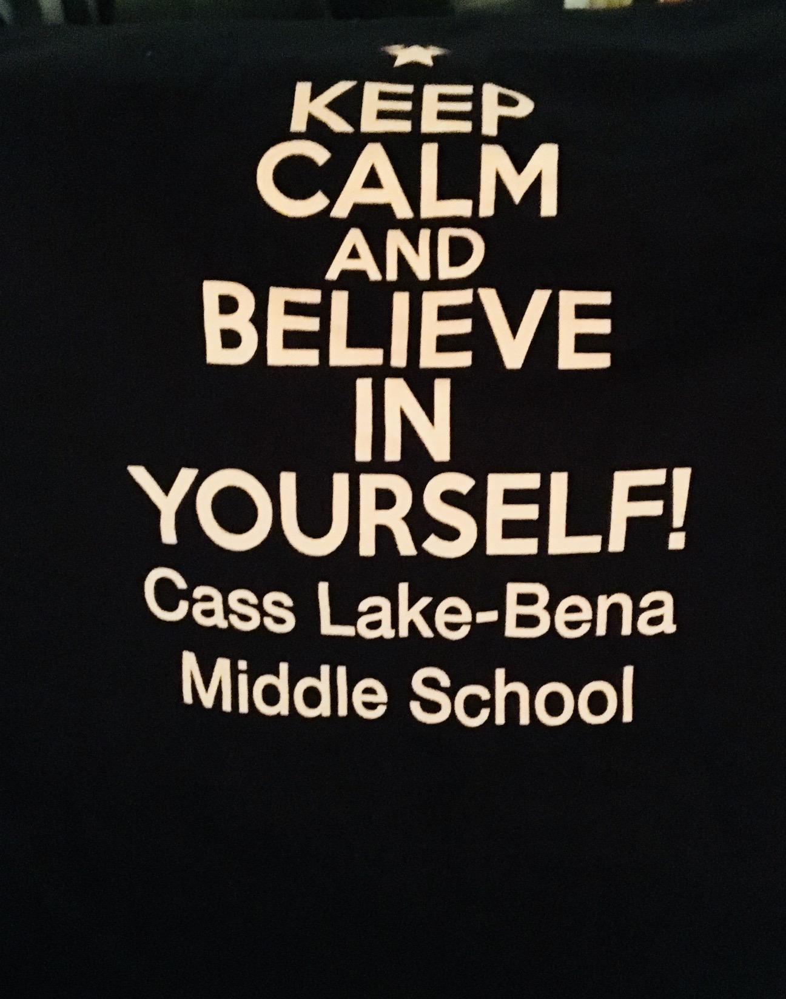 KEEP
CALM
AND
BELIEVE
IN
YOURSELF!
Cass Lake-Bena
Middle School